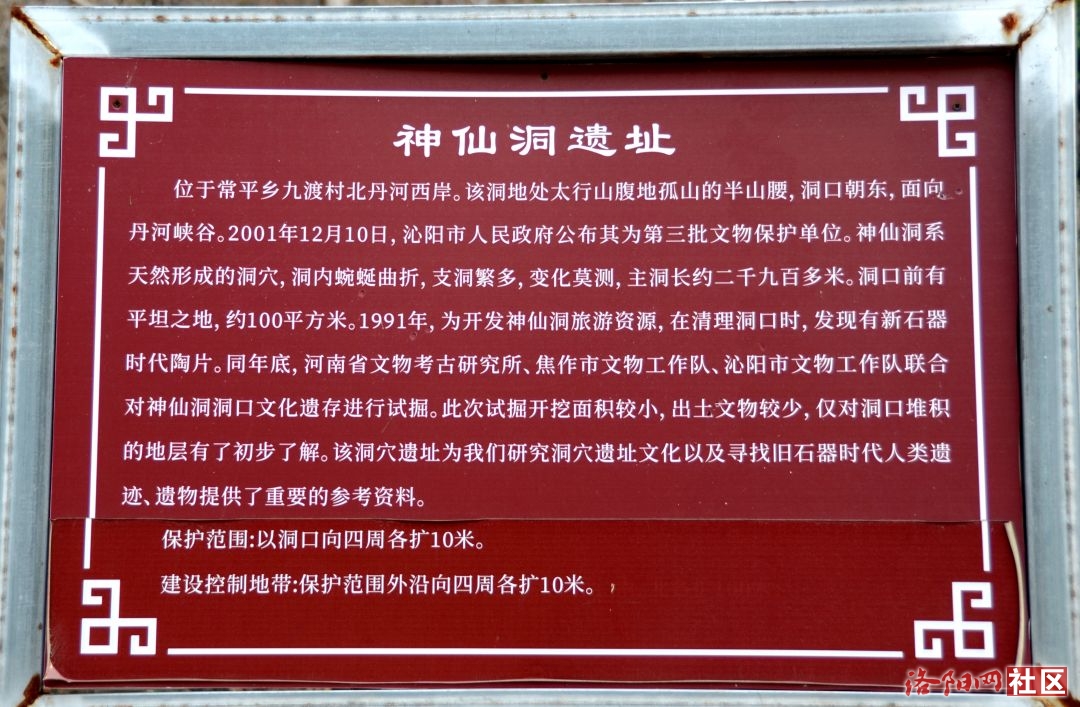 神仙洞遗址
位于常平乡九渡村北丹河西岸。该洞地处太行山腹地孤山的半山腰,洞口朝东,面向
丹河峡谷。2001年12月10日,沁阳市人民政府公布其为第三批文物保护单位。神仙洞系
天然形成的洞穴,洞内蜿蜒曲折,支洞繁多,变化莫测,主洞长约二千九百多米。洞口前有
平坦之地,约100平方米。1991年,为开发神仙洞旅游资源,在清理洞口时,发现有新石器
时代陶片。同年底,河南省文物考古研究所、焦作市文物工作队、沁阳市文物工作队联合
对神仙洞洞口文化遗存进行试掘。此次试掘开挖面积较小,出土文物较少,仅对洞口堆积
的地层有了初步了解。该洞穴遗址为我们研究洞穴遗址文化以及寻找旧石器时代人类遗
迹、遗物提供了重要的参考资料。
保护范围:以洞口向四周各扩10米。
建设控制地带:保护范围外沿向四周各扩10米。
洛阳网社区